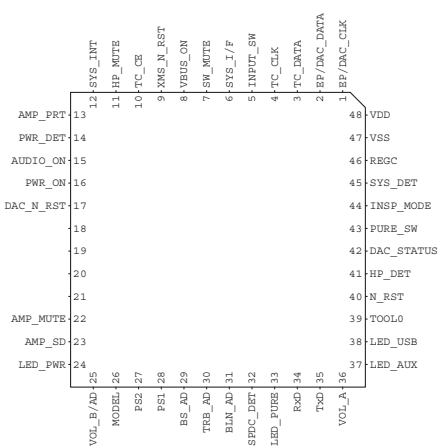 12 SYS_INT
11 HP_MUTE
10 TC_CE
9 XMS_N_RST
8 VBUS_ON
7 SW_MUTE
6 SYS_I/F
5 INPUT_SW
4 TC_CLK
3 TC_DATA
2 EP/DAC_DATA
1 EP/DAC_CLK
AMP_PRT 13
PWR_DET 14
AUDIO_ON 15
PWR_ON 16
DAC_N_RST 17
18
19
20
21
AMP_MUTE 22
AMP_SD 23
LED_PWR 24
48 VDD
47 VSS
46 REGC
45 SYS_DET
44 INSP_MODE
43 PURE_SW
42 DAC_STATUS
41 HP_DET
40 N_RST
39 TOOL0
38 LED_USB
37 LED_AUX
VOL_B/AD 25
MODEL 26
PS2 27
PS1 28
BS_AD 29
TRB_AD 30
BLN_AD 31
SPDC_DET 32
LED_PURE 33
RxD 34
TxD 35
VOL_A 36